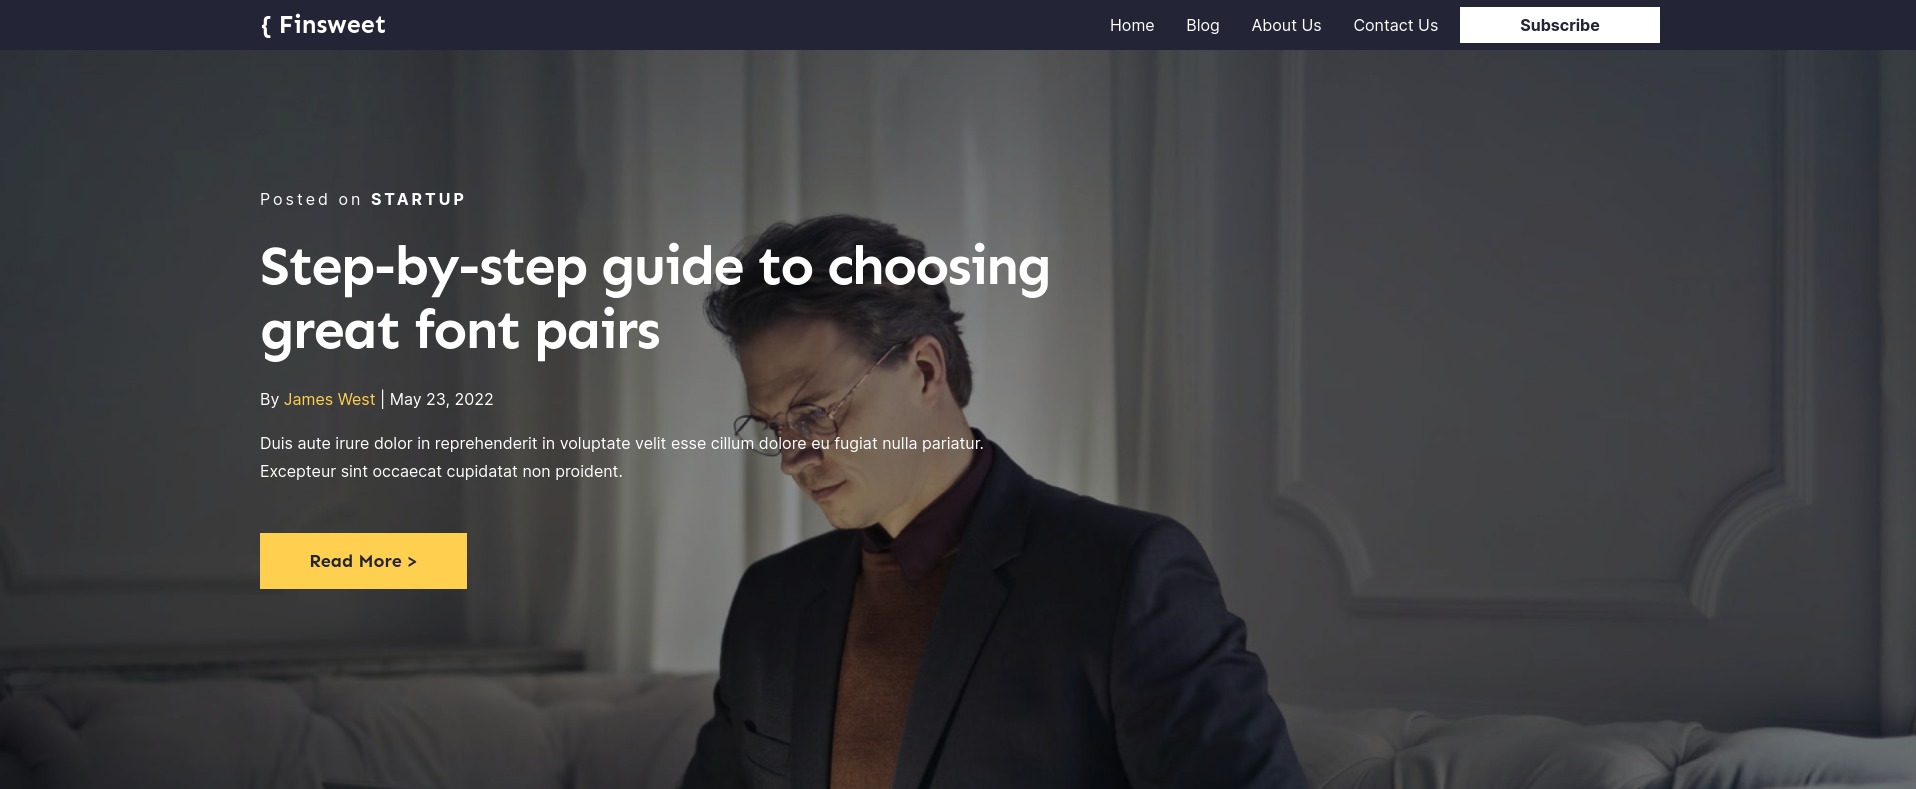 { Finsweet
Home
Blog
About Us
Contact Us
Subscribe
Posted on STARTUP
Step-by-step guide to choosing
great font pairs
By James West | May 23, 2022
Duis aute irure dolor in reprehenderit in voluptate velit esse cillum dolore eu fugiat nulla pariatur.
Excepteur sint occaecat cupidatat non proident.
Read More >